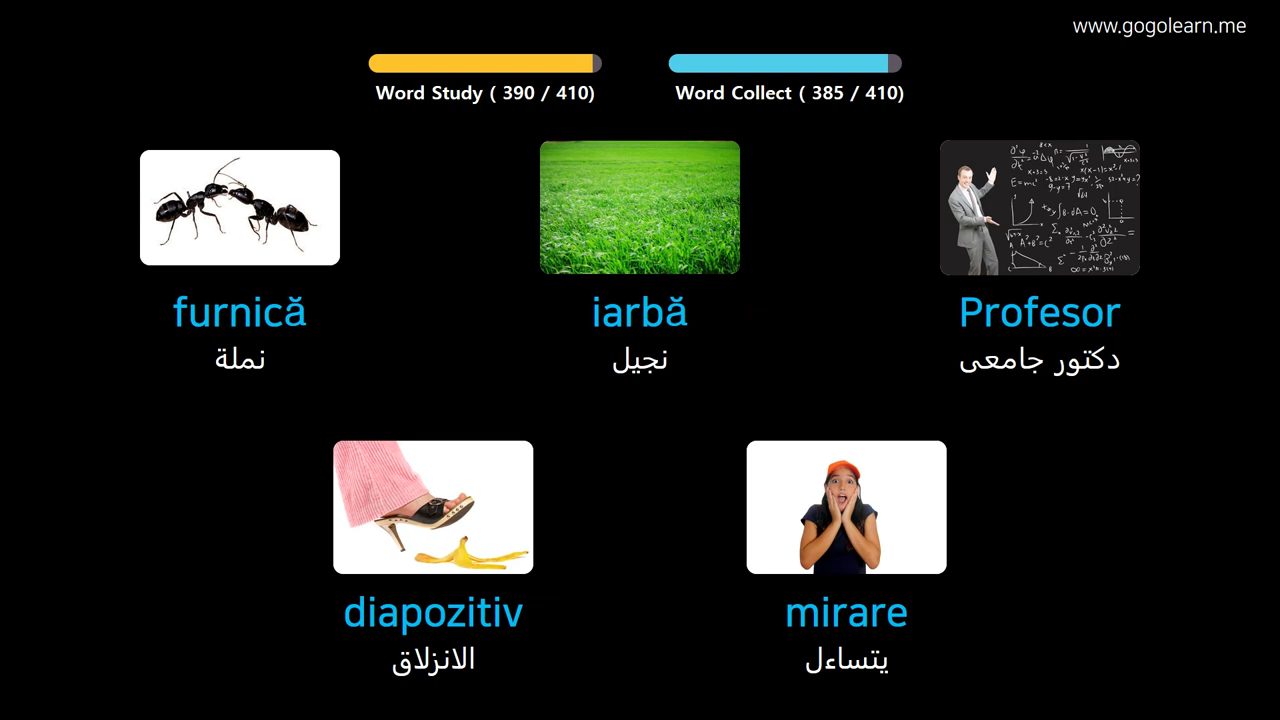 www.gogolearn.me
Word Study ( 390 / 410)
Word Collect ( 385 / 410)
furnică
iarbă
Profesor
نملة
نجيل
دكتور جامعى
diapozitiv
mirare
الانزلاق
يتساءل